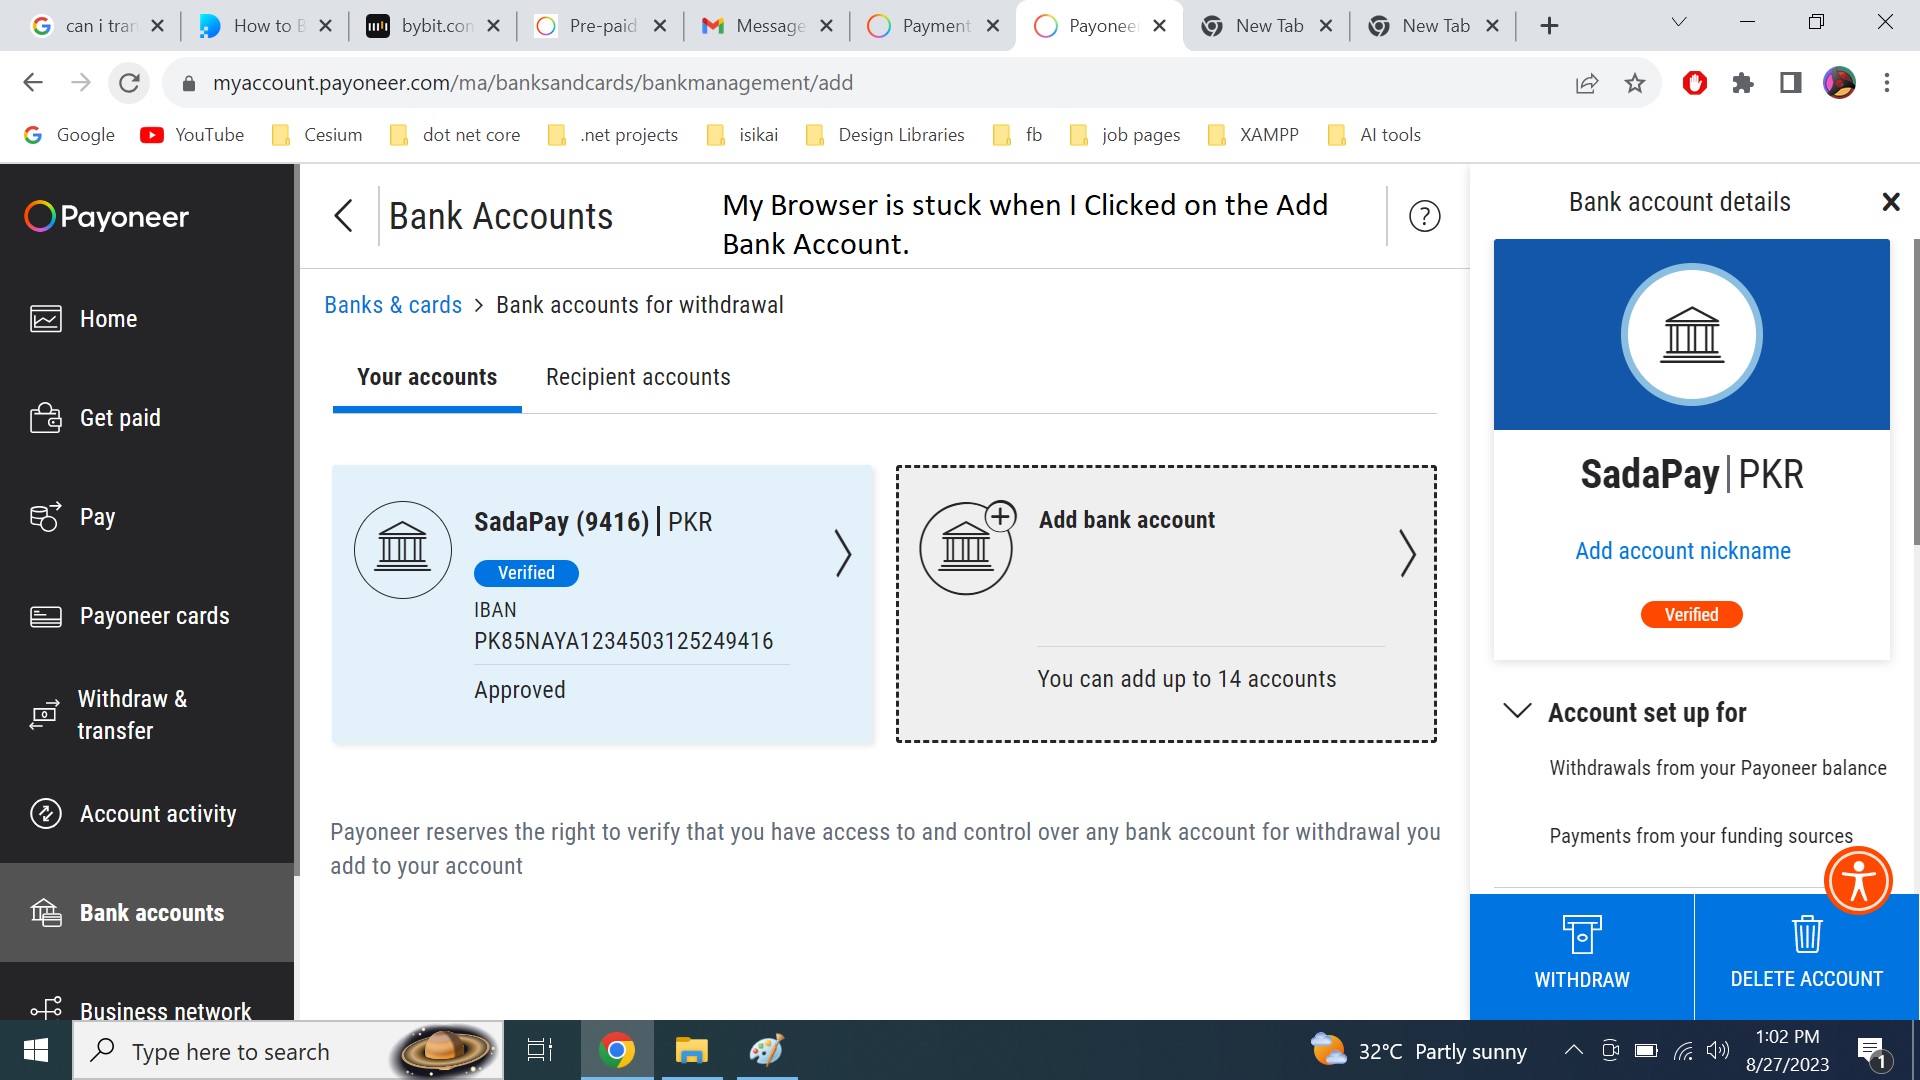 can i tran
How to B
bybit.con
Pre-paid
Message
Payment
Payonee
New Tab
New Tab
myaccount.payoneer.com/ma/banksandcards/bankmanagement/add
Google
YouTube
Cesium
dot net core
.net projects
isikai
Design Libraries
fb
job pages
XAMPP
AI tools
Payoneer
Home
Get paid
Pay
Payoneer cards
Withdraw &
transfer
Account activity
Bank accounts
Business network
Bank Accounts
My Browser is stuck when I Clicked on the Add
Bank Account.
?
Banks & cards > Bank accounts for withdrawal
Your accounts
Recipient accounts
SadaPay (9416) | PKR
Verified
IBAN
PK85NAYA1234503125249416
Approved
Add bank account
You can add up to 14 accounts
Payoneer reserves the right to verify that you have access to and control over any bank account for withdrawal you
add to your account
Bank account details
SadaPay | PKR
Add account nickname
Verified
Account set up for
Withdrawals from your Payoneer balance
Payments from your funding sources
WITHDRAW
DELETE ACCOUNT
Type here to search
32°C Partly sunny
1:02 PM
8/27/2023
1